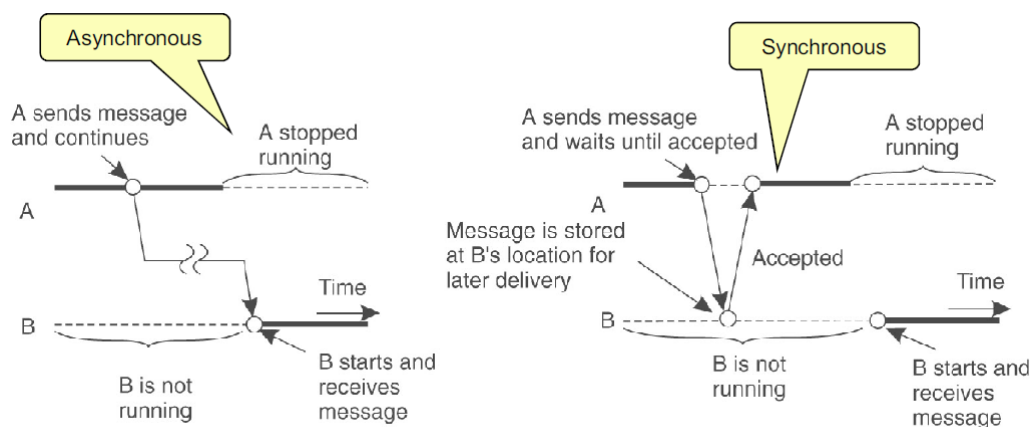 Asynchronous
A sends message
and continues
A stopped
running
A
Time
B
B is not
running
B starts and
receives
message
Synchronous
A sends message
and waits until accepted
A stopped
running
A
Message is stored
at B's location for
later delivery
Accepted
Time
B
B is not
running
B starts and
receives
message